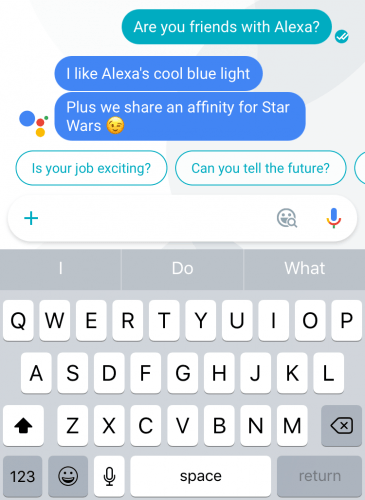 Are you friends with Alexa?
I like Alexa's cool blue light
Plus we share an affinity for Star
Wars 😉
Is your job exciting?
Can you tell the future?
I
Do
What
Q W E R T Y U I O P
A S D F G H J K L
Z X C V B N M
123
space
return